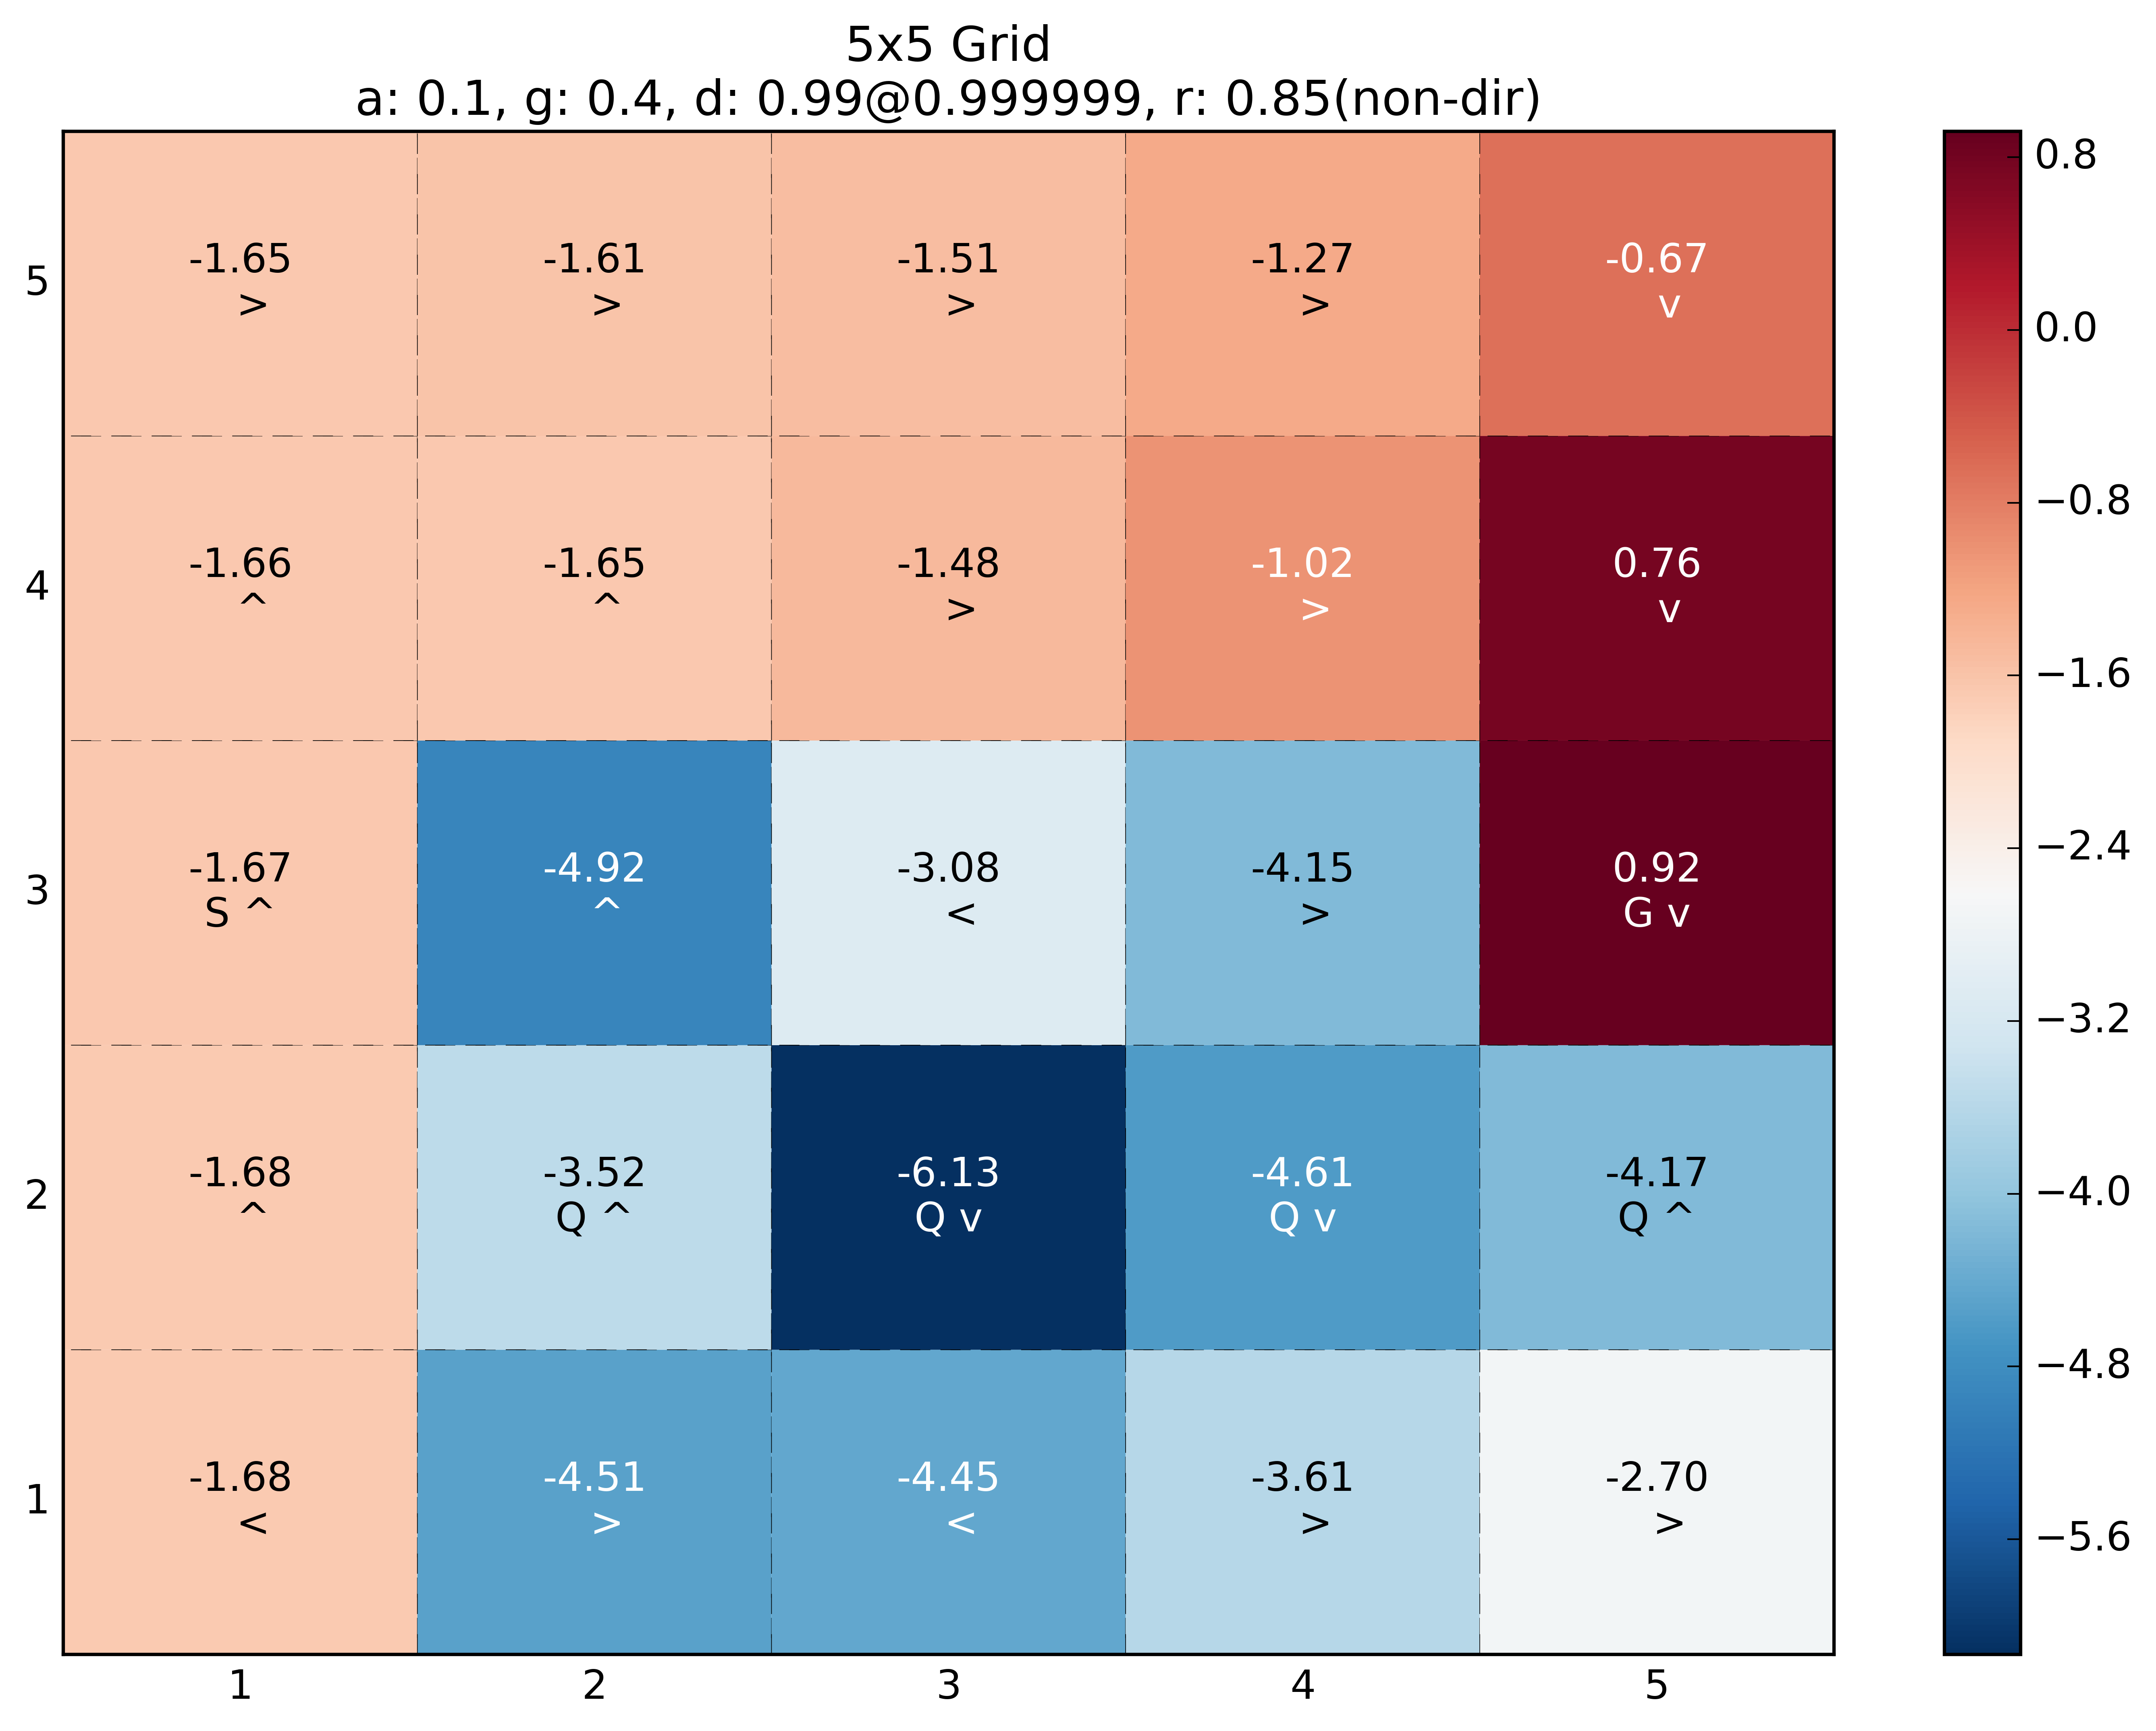 5x5 Grid
a: 0.1, g: 0.4, d: 0.99@0.999999, r: 0.85(non-dir)
5
-1.65 -1.61 -1.51 -1.27 -0.67
> > > > v
4
-1.66 -1.65 -1.48 -1.02 0.76
^ ^ > > v
3
-1.67 -4.92 -3.08 -4.15 0.92
S ^ ^ < > G v
2
-1.68 -3.52 -6.13 -4.61 -4.17
^ Q ^ Q v Q v Q ^
1
-1.68 -4.51 -4.45 -3.61 -2.70
< > < > >
1 2 3 4 5
0.8
0.0
−0.8
−1.6
−2.4
−3.2
−4.0
−4.8
−5.6